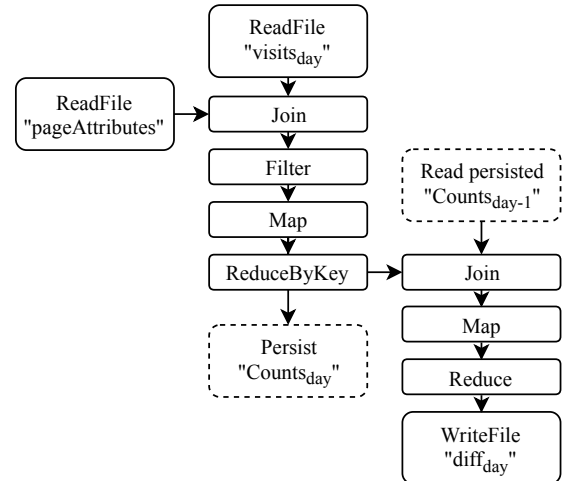 ReadFile
"visitsday"
ReadFile
"pageAttributes"
Join
Filter
Map
ReduceByKey
Persist
"Countsday"
Read persisted
"Countsday-1"
Join
Map
Reduce
WriteFile
"diffday"